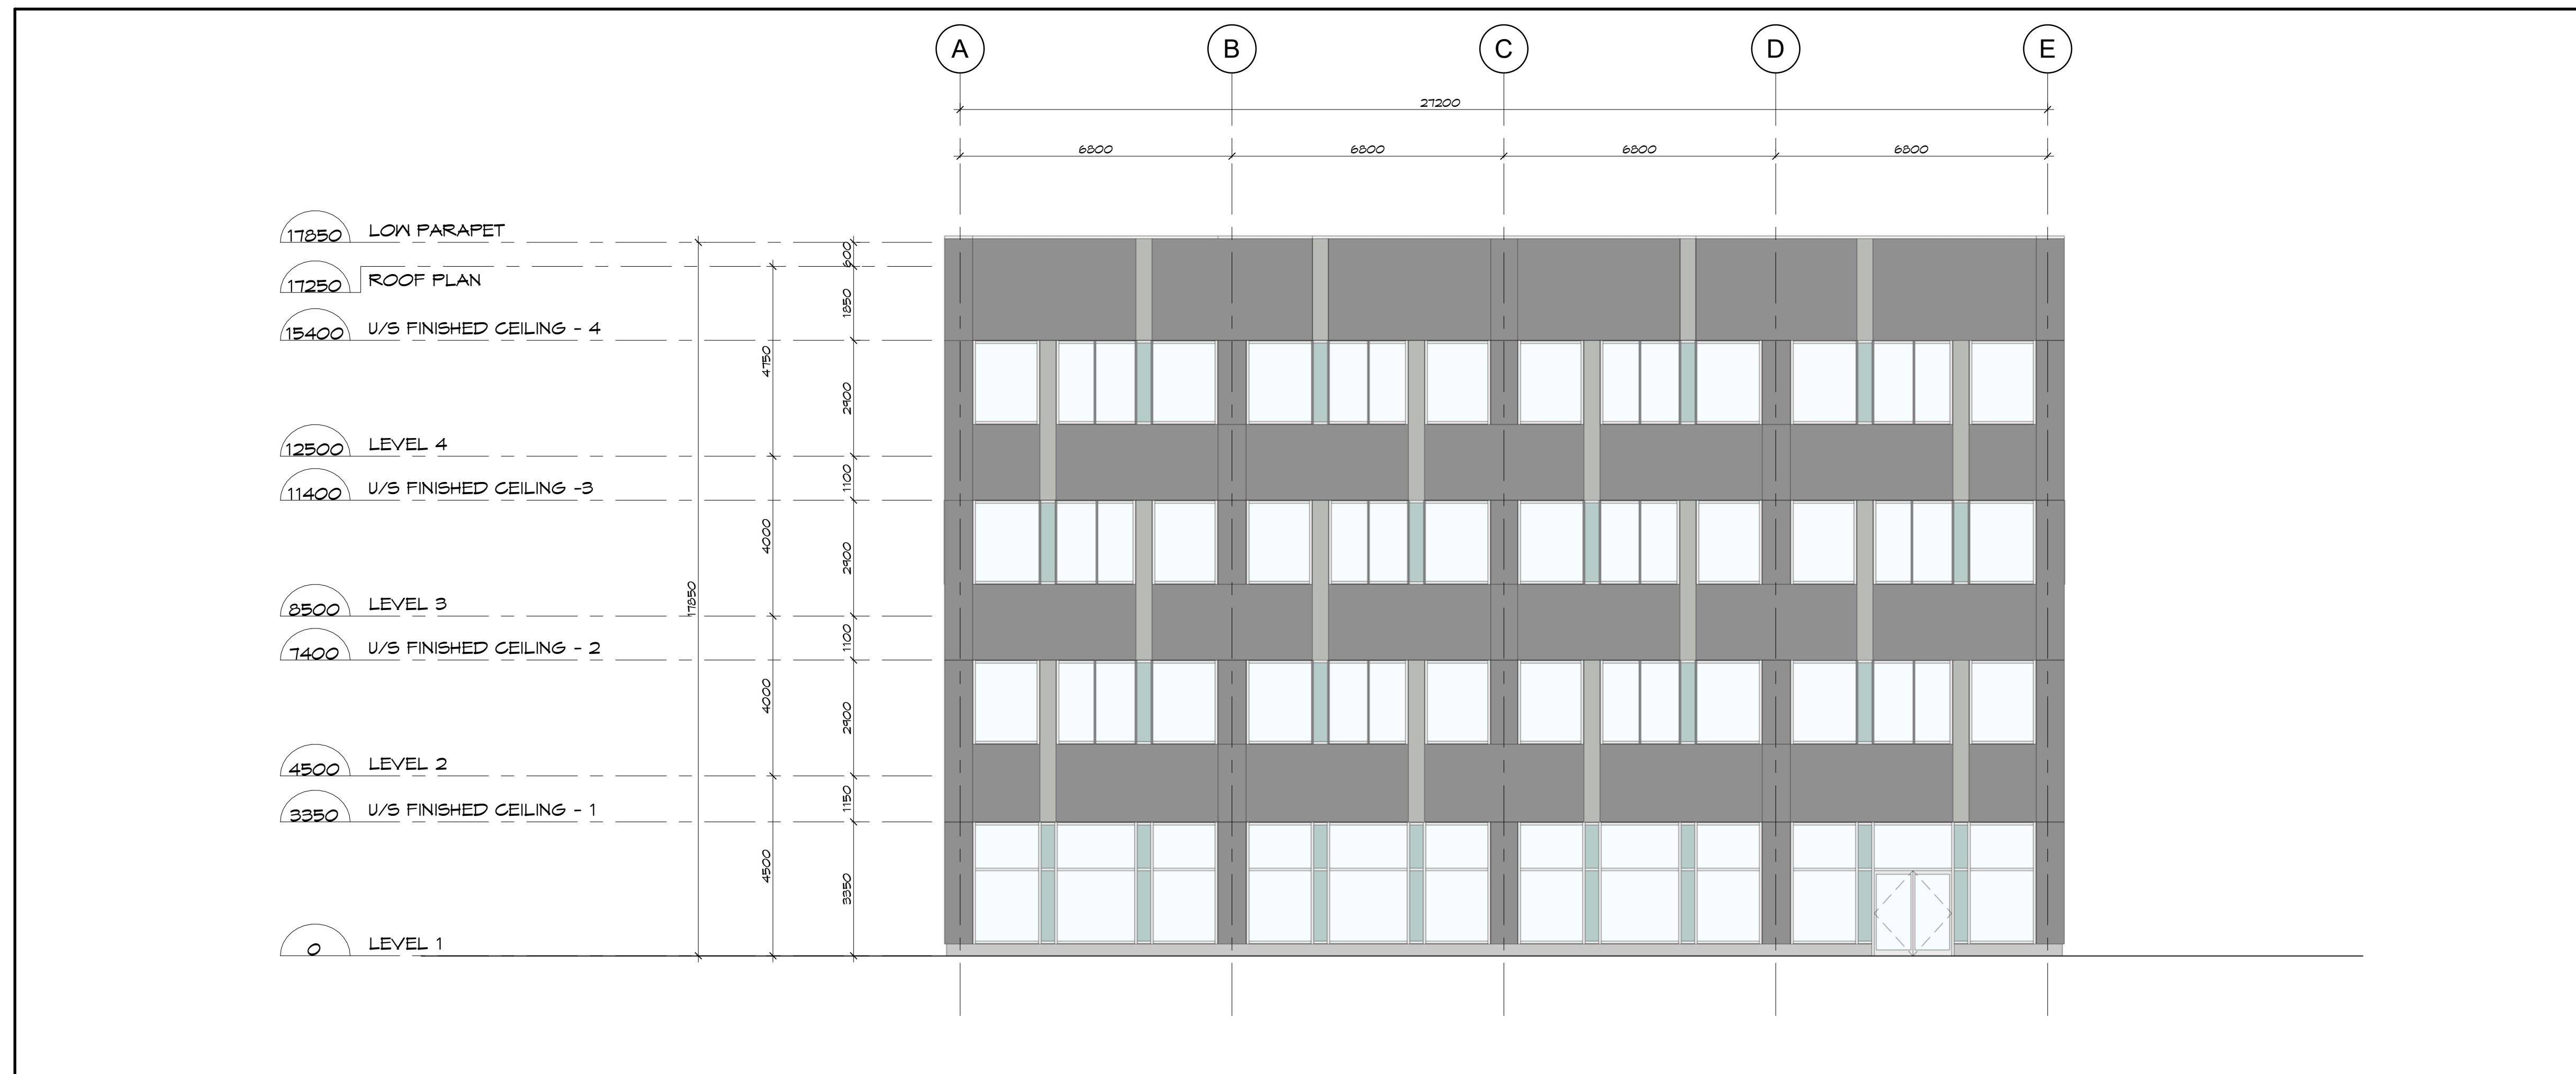 A B C D E
27200
6800 6800 6800 6800
17850 LOW PARAPET
600
17250 ROOF PLAN
1850
15400 U/S FINISHED CEILING - 4
4750
2900
12500 LEVEL 4
1100
11400 U/S FINISHED CEILING -3
4000
2900
17850
8500 LEVEL 3
1100
7400 U/S FINISHED CEILING - 2
4000
2900
4500 LEVEL 2
1150
3350 U/S FINISHED CEILING - 1
4500
3350
0 LEVEL 1